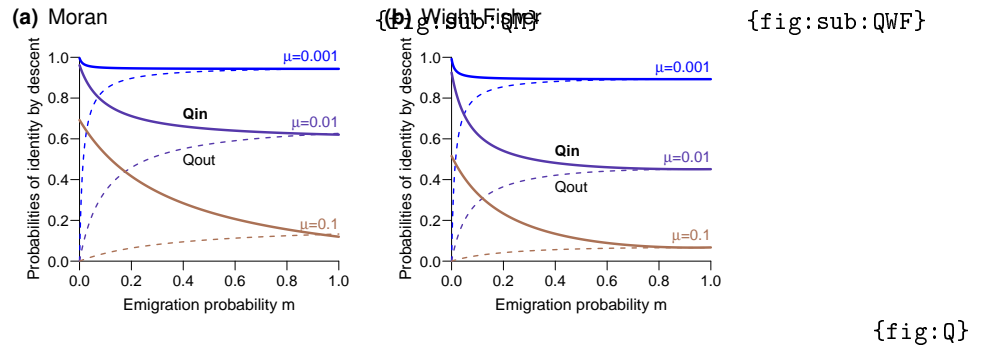 (a) Moran
{fig:sub:QM}
(b) Wight-Fisher
{fig:sub:QWF}
Probabilities of identity by descent
1.0
0.8
0.6
0.4
0.2
0.0
μ=0.001
Qin
μ=0.01
Qout
μ=0.1
0.0 0.2 0.4 0.6 0.8 1.0
Emigration probability m
Probabilities of identity by descent
1.0
0.8
0.6
0.4
0.2
0.0
μ=0.001
Qin
μ=0.01
Qout
μ=0.1
0.0 0.2 0.4 0.6 0.8 1.0
Emigration probability m
{fig:Q}